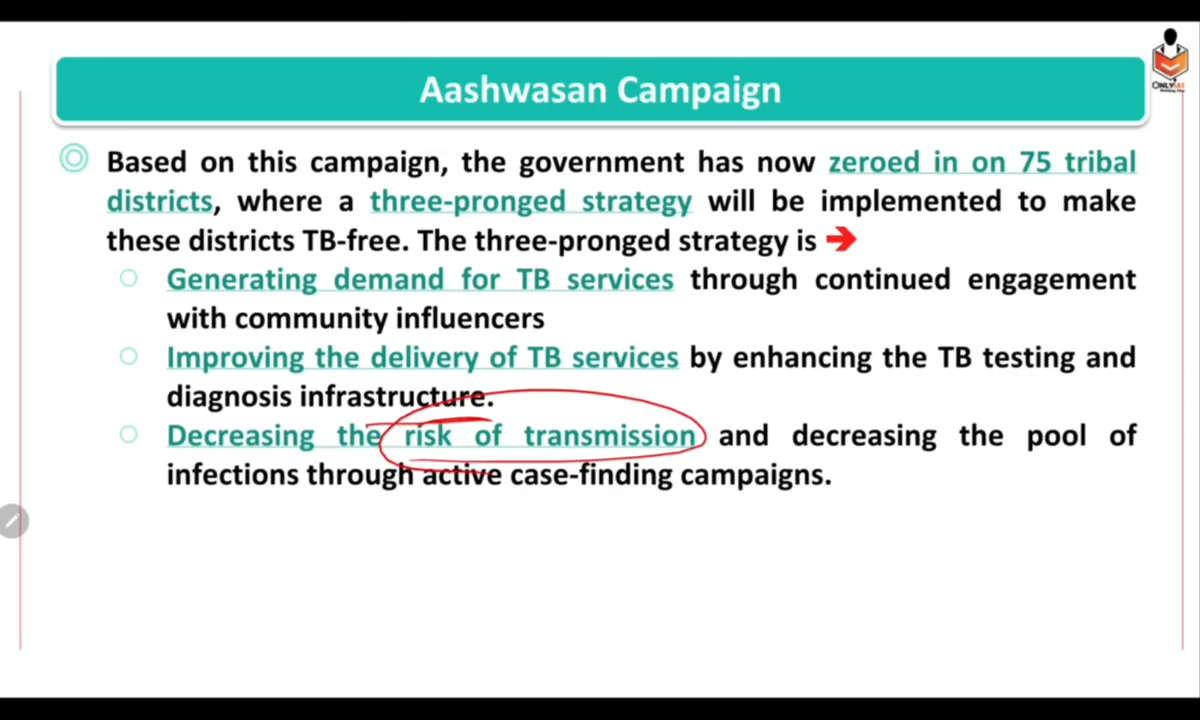 Aashwasan Campaign
ONLYIAS
Based on this campaign, the government has now zeroed in on 75 tribal
districts, where a three-pronged strategy will be implemented to make
these districts TB-free. The three-pronged strategy is
Generating demand for TB services through continued engagement
with community influencers
Improving the delivery of TB services by enhancing the TB testing and
diagnosis infrastructure.
Decreasing the risk of transmission and decreasing the pool of
infections through active case-finding campaigns.